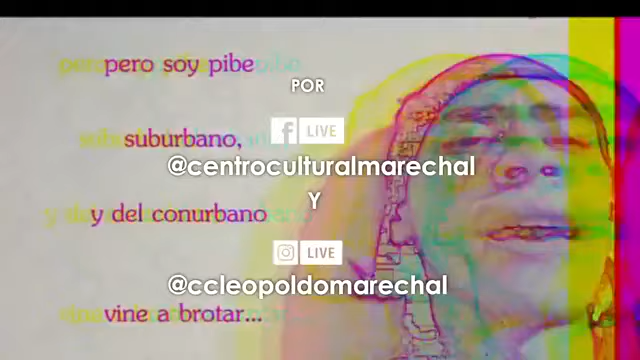 pero soy pibe
POR
f LIVE
suburbano,
@centroculturalmarechal
Y
y del conurbano
LIVE
@ccleopoldomarechal
vine a brotar...